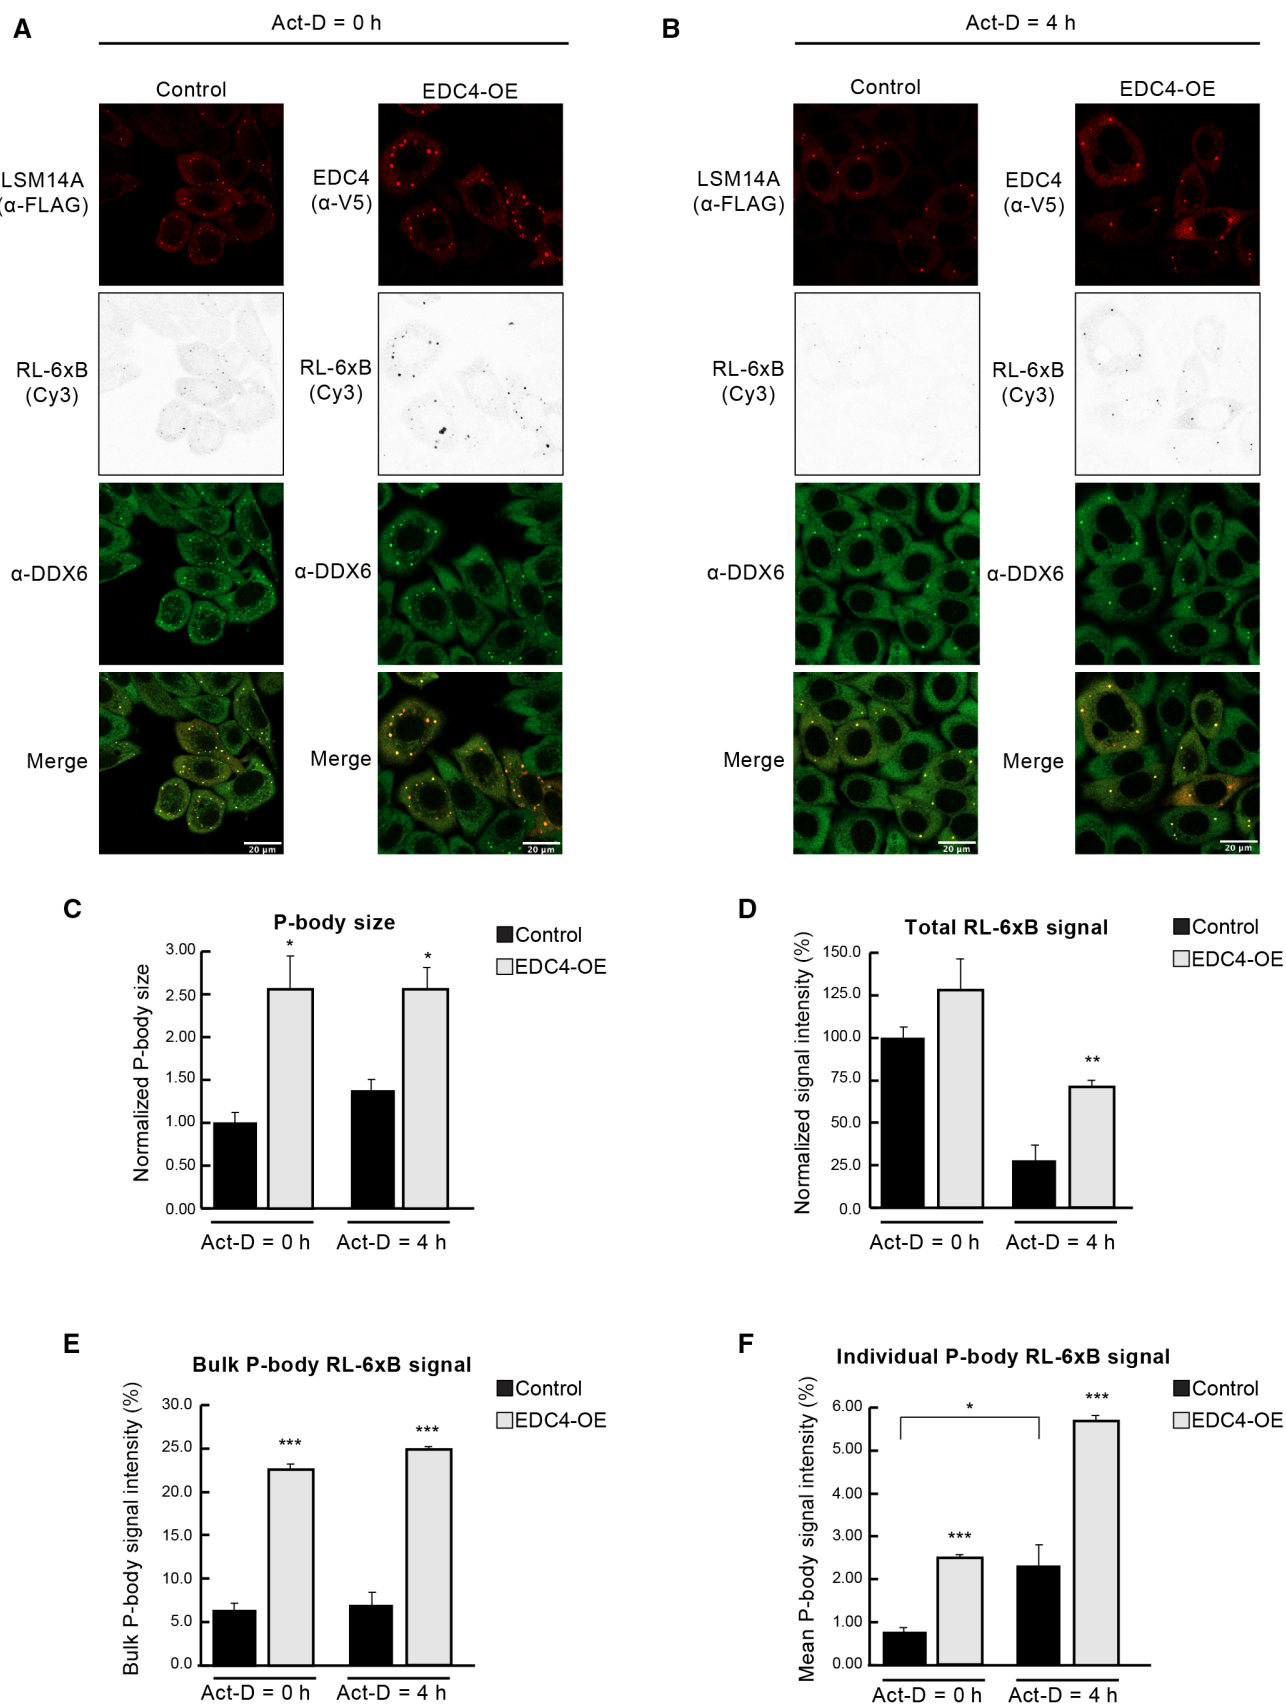 A
Act-D = 0 h
Control
EDC4-OE
LSM14A
(α-FLAG)
EDC4
(α-V5)
RL-6xB
(Cy3)
RL-6xB
(Cy3)
α-DDX6
α-DDX6
Merge
Merge
20 µm
20 µm
B
Act-D = 4 h
Control
EDC4-OE
LSM14A
(α-FLAG)
EDC4
(α-V5)
RL-6xB
(Cy3)
RL-6xB
(Cy3)
α-DDX6
α-DDX6
Merge
Merge
20 µm
20 µm
C
P-body size
Control
EDC4-OE
Normalized P-body size
3.00
2.50
2.00
1.50
1.00
0.50
0.00
*
*
Act-D = 0 h
Act-D = 4 h
D
Total RL-6xB signal
Control
EDC4-OE
Normalized signal intensity (%)
150.0
125.0
100.0
75.0
50.0
25.0
0.0
**
Act-D = 0 h
Act-D = 4 h
E
Bulk P-body RL-6xB signal
Control
EDC4-OE
Bulk P-body signal intensity (%)
30.0
25.0
20.0
15.0
10.0
5.0
0.0
***
***
Act-D = 0 h
Act-D = 4 h
F
Individual P-body RL-6xB signal
Control
EDC4-OE
Mean P-body signal intensity (%)
6.00
5.00
4.00
3.00
2.00
1.00
0.00
*
***
***
Act-D = 0 h
Act-D = 4 h